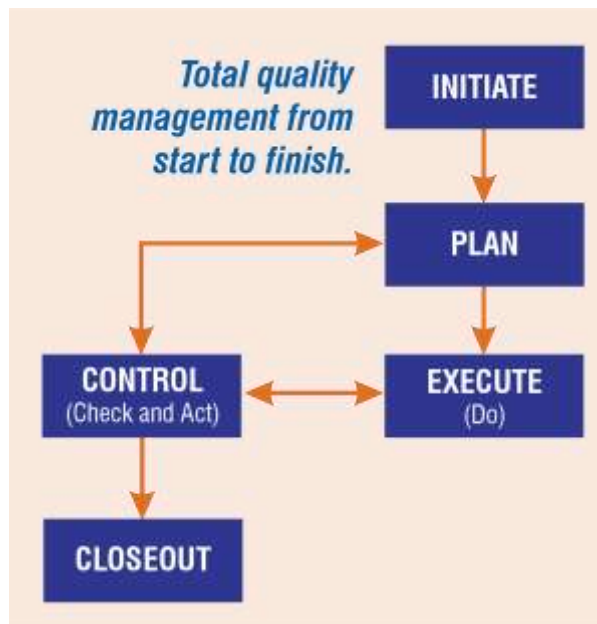 Total quality
management from
start to finish.
INITIATE
PLAN
CONTROL
(Check and Act)
EXECUTE
(Do)
CLOSEOUT